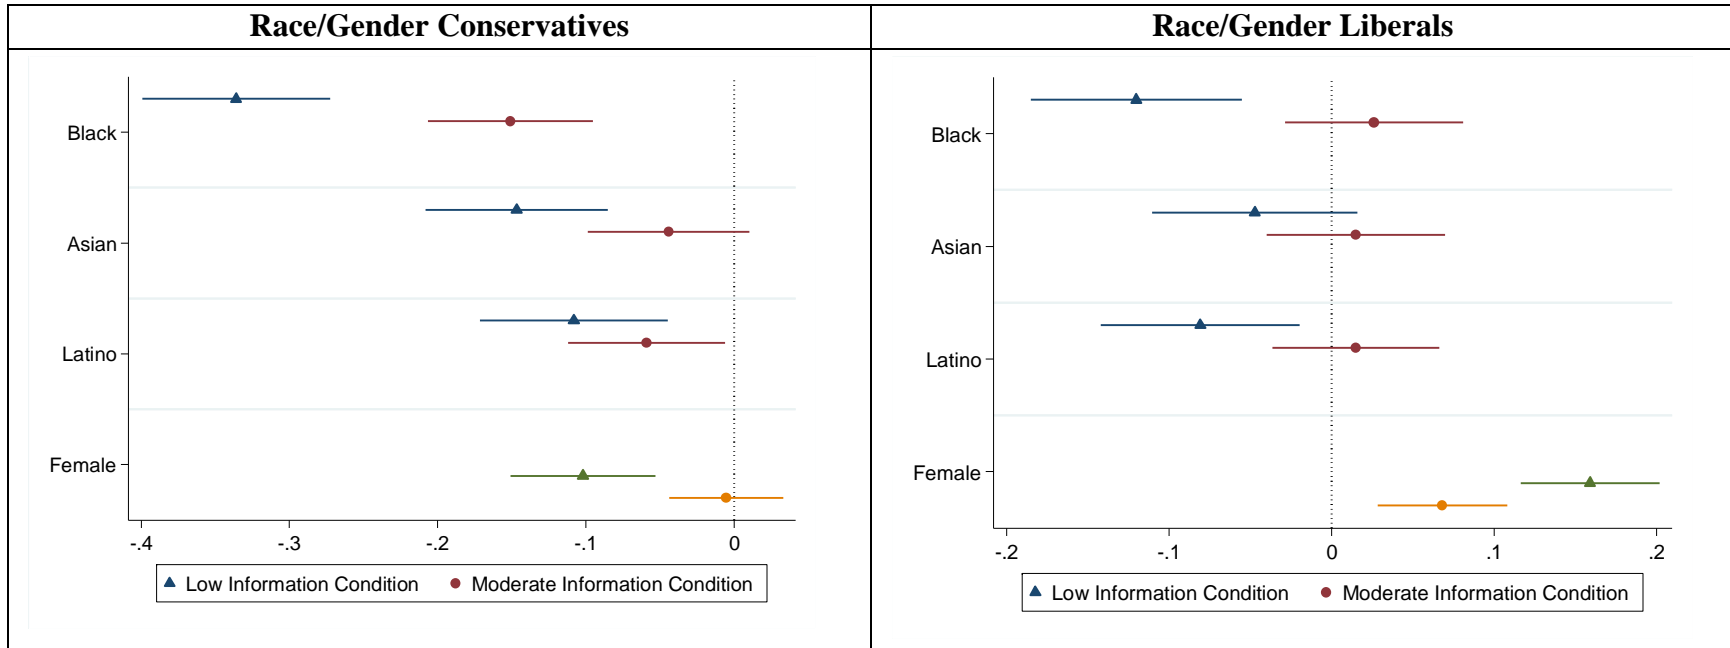 Race/Gender Conservatives
Black
Asian
Latino
Female
-.4 -.3 -.2 -.1 0
Low Information Condition Moderate Information Condition
Race/Gender Liberals
Black
Asian
Latino
Female
-.2 -.1 0 .1 .2
Low Information Condition Moderate Information Condition